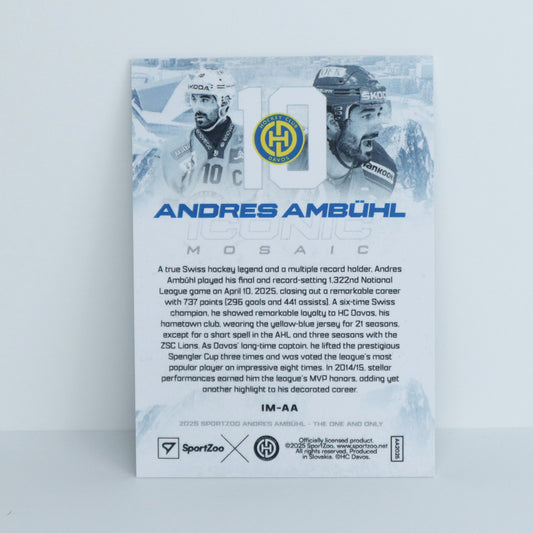 ŠKODA
10
C
10
HOCKEY CLUB
HC
DAVOS
ŠKODA
ANDRES AMBÜHL
ICONIC
MOSAIC
A true Swiss hockey legend and a multiple record holder, Andres
Ambühl played his final and record-setting 1,322nd National
League game on April 10, 2025, closing out a remarkable career
with 737 points (296 goals and 441 assists). A six-time Swiss
champion, he showed remarkable loyalty to HC Davos, his
hometown club, wearing the yellow-blue jersey for 21 seasons,
except for a short spell in the AHL and three seasons with the
ZSC Lions. As Davos' long-time captain, he lifted the prestigious
Spengler Cup three times and was voted the league's most
popular player an impressive eight times. In 2014/15, stellar
performances earned him the league's MVP honors, adding yet
another highlight to his decorated career.
IM-AA
2025 SPORTZOO ANDRES AMBÜHL - THE ONE AND ONLY
SportZoo
Officially licensed product.
©2025 SportZoo, www.sportzoo.net
All rights reserved. Produced
in Slovakia. ©HC Davos.
AA2025